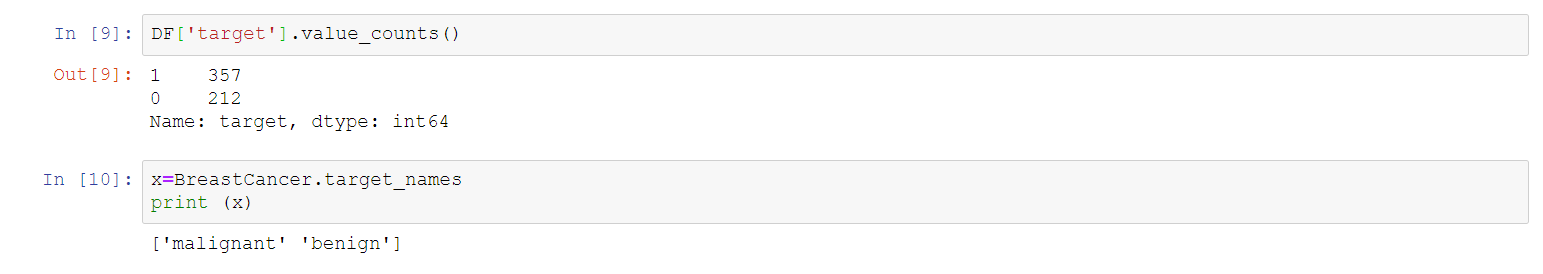 In [9]: DF['target'].value_counts()
Out[9]: 1    357
0    212
Name: target, dtype: int64
In [10]: x=BreastCancer.target_names
print (x)
['malignant' 'benign']